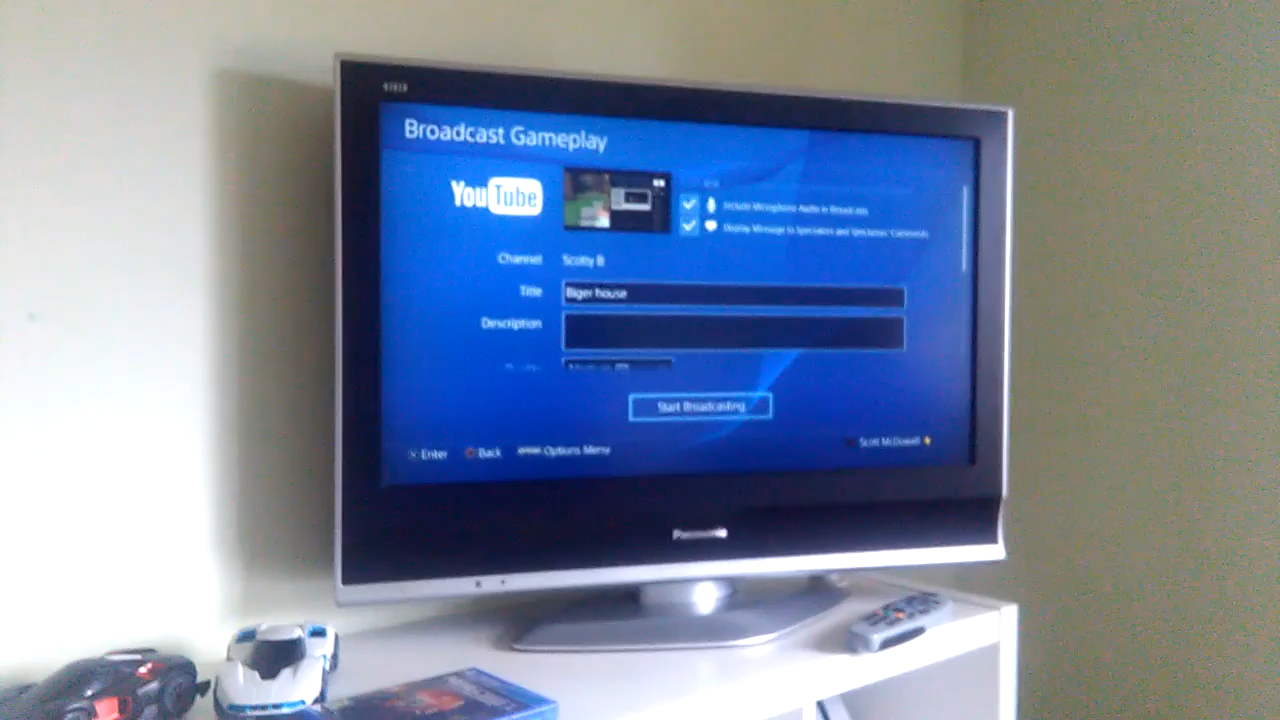 Broadcast Gameplay
YouTube
Include Microphone Audio in Broadcasts
Display Message to Spectators and Spectators' Comments
Channel Scotty B
Title Biger house
Description
Start Broadcasting
Scott McDowell
Enter Back Options Menu
Panasonic